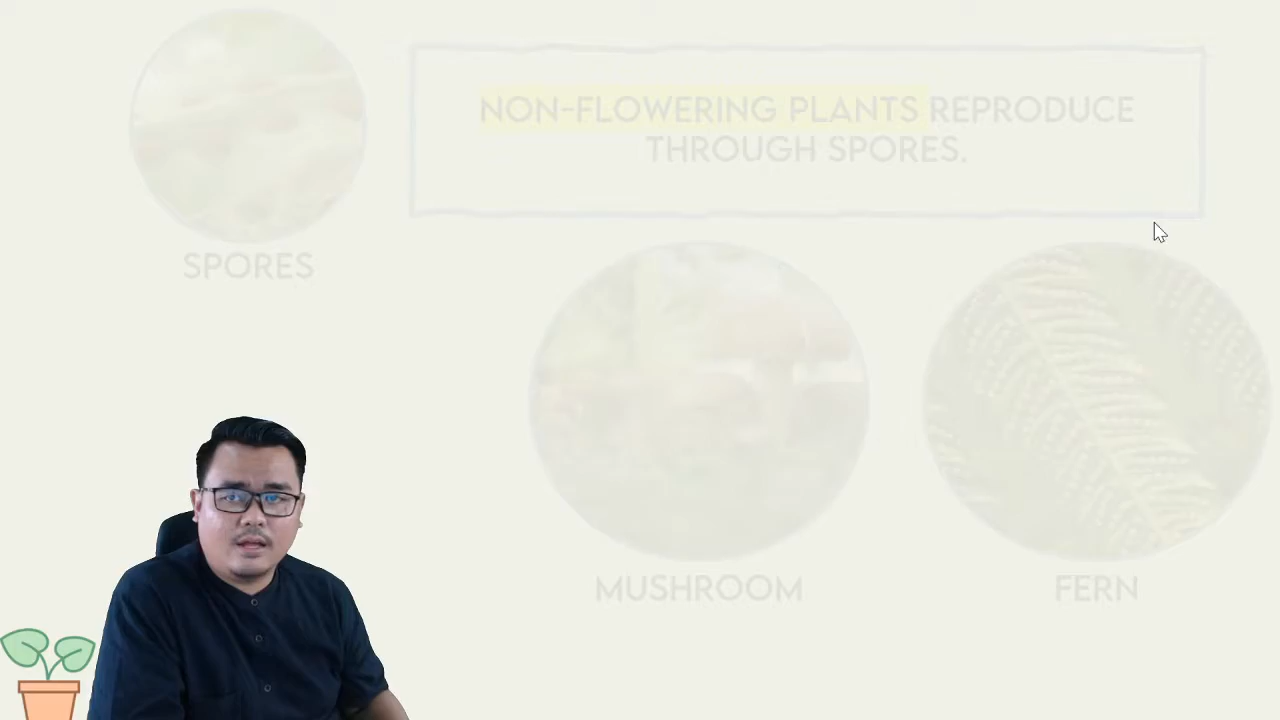 NON-FLOWERING PLANTS REPRODUCE
THROUGH SPORES.
SPORES
MUSHROOM
FERN